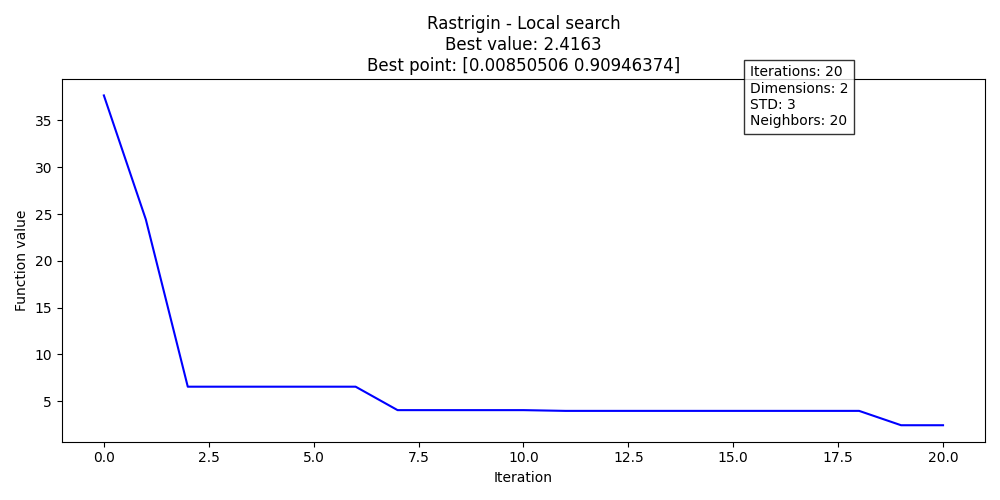 Rastrigin - Local search
Best value: 2.4163
Best point: [0.00850506 0.90946374]
Iterations: 20
Dimensions: 2
STD: 3
Neighbors: 20
Function value
35
30
25
20
15
10
5
0.0 2.5 5.0 7.5 10.0 12.5 15.0 17.5 20.0
Iteration